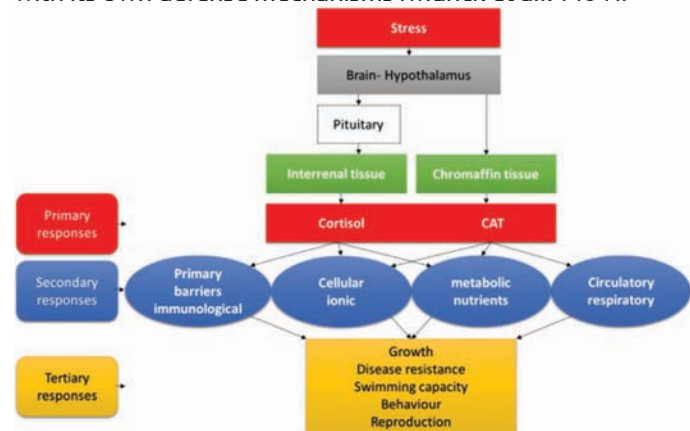 Stress
Brain- Hypothalamus
Pituitary
Interrenal tissue
Chromaffin tissue
Primary
responses
Cortisol
CAT
Secondary
responses
Primary
barriers
immunological
Cellular
ionic
metabolic
nutrients
Circulatory
respiratory
Tertiary
responses
Growth
Disease resistance
Swimming capacity
Behaviour
Reproduction